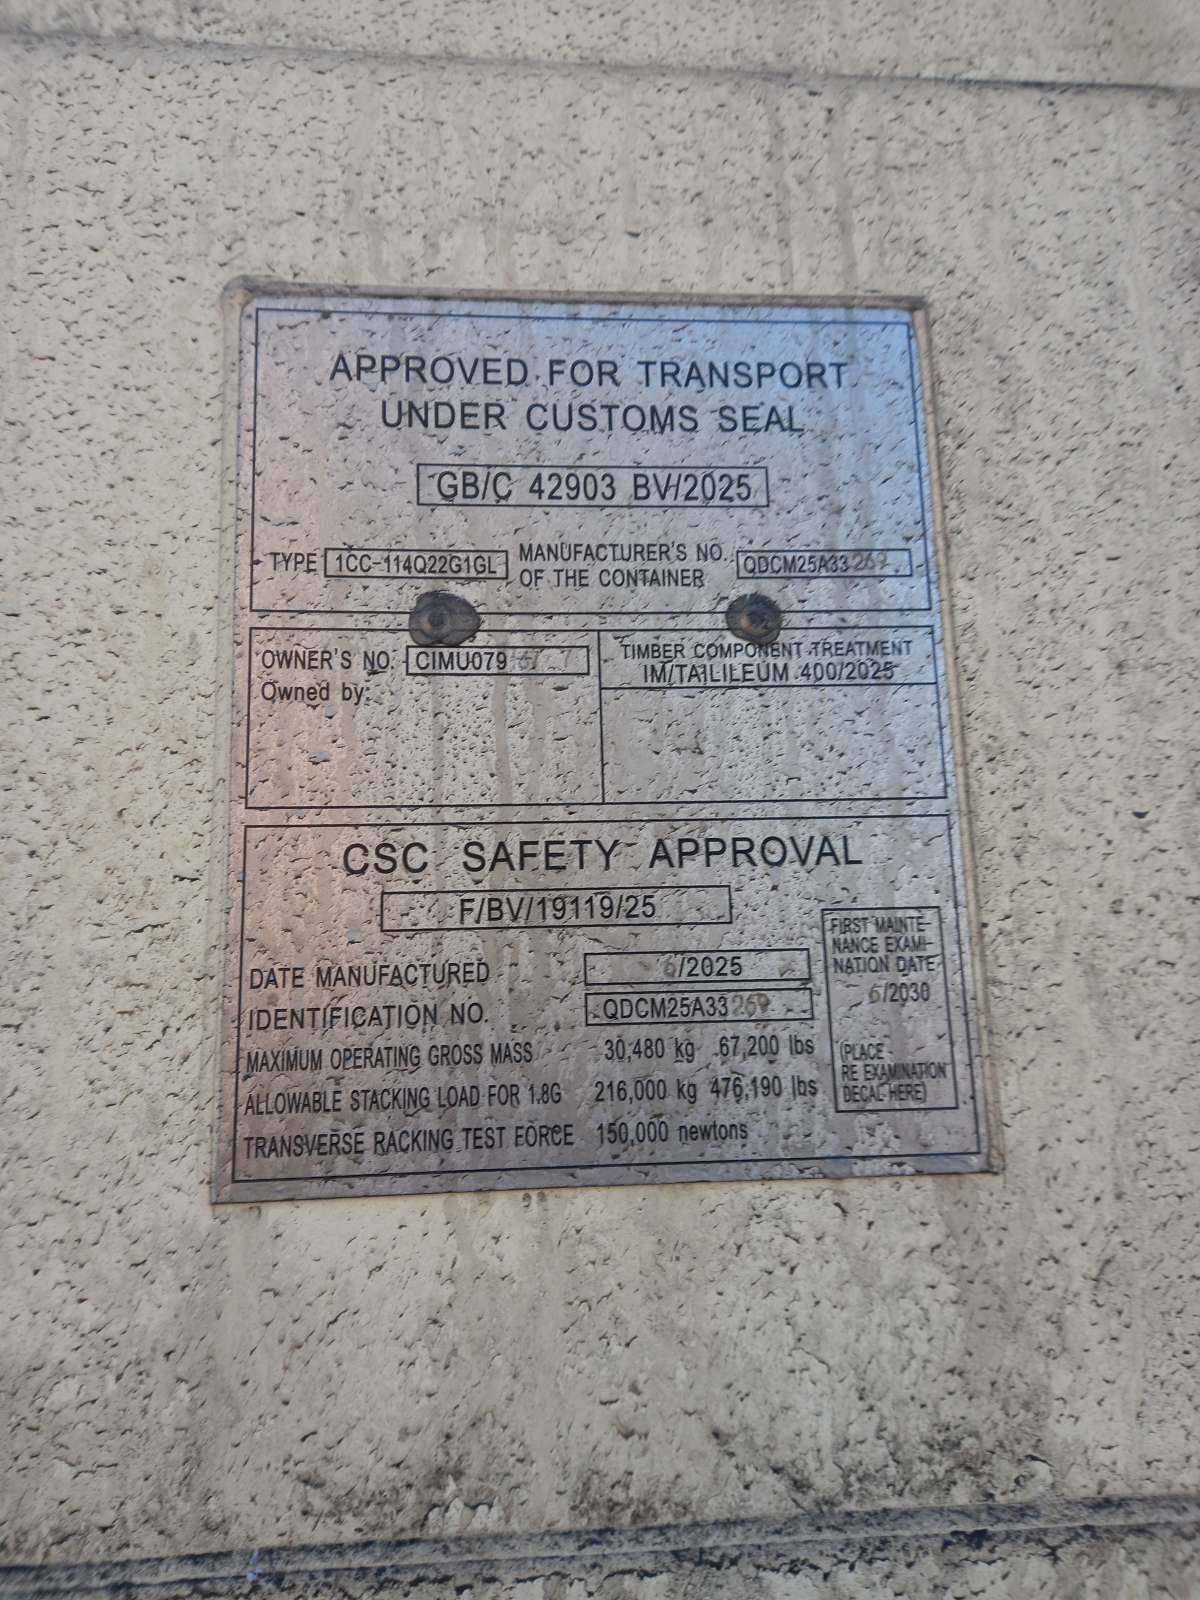 APPROVED FOR TRANSPORT
UNDER CUSTOMS SEAL
GB/C 42903 BV/2025
TYPE 1CC-114Q22G1GL MANUFACTURER'S NO. OF THE CONTAINER QDCM25A33269
OWNER'S NO. CIMU079
Owned by:
TIMBER COMPONENT TREATMENT
IM/TAILILEUM 400/2025
CSC SAFETY APPROVAL
F/BV/19119/25
DATE MANUFACTURED 6/2025
IDENTIFICATION NO. QDCM25A33269
MAXIMUM OPERATING GROSS MASS 30,480 kg 67,200 lbs
ALLOWABLE STACKING LOAD FOR 1.8G 216,000 kg 476,190 lbs
TRANSVERSE RACKING TEST FORCE 150,000 newtons
FIRST MAINTE-
NANCE EXAMI-
NATION DATE
6/2030
(PLACE
RE EXAMINATION
DECAL HERE)